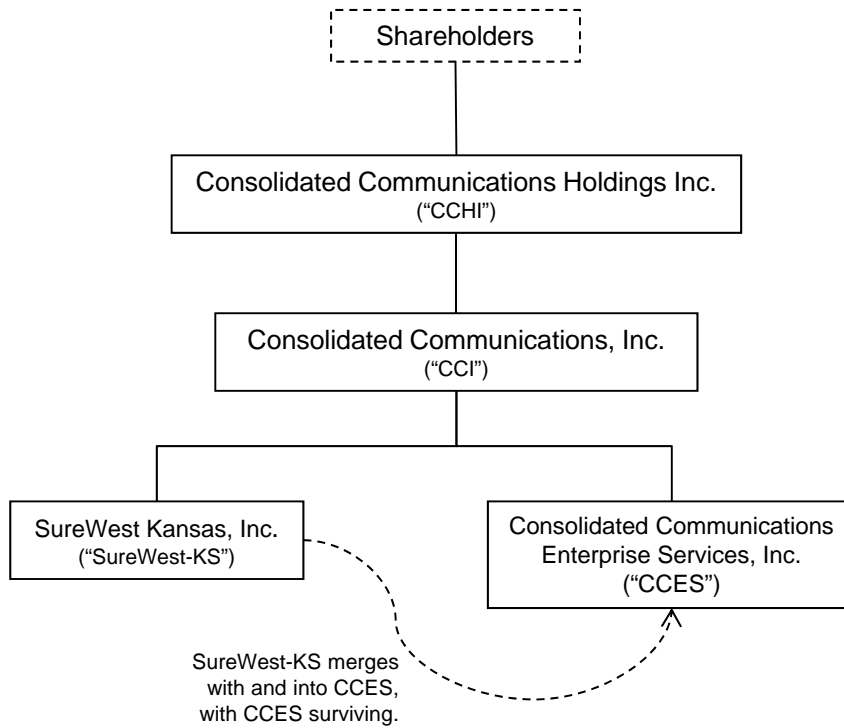 Shareholders
Consolidated Communications Holdings Inc.
(“CCHI”)
Consolidated Communications, Inc.
(“CCI”)
SureWest Kansas, Inc.
(“SureWest-KS”)
Consolidated Communications
Enterprise Services, Inc.
(“CCES”)
SureWest-KS merges
with and into CCES,
with CCES surviving.